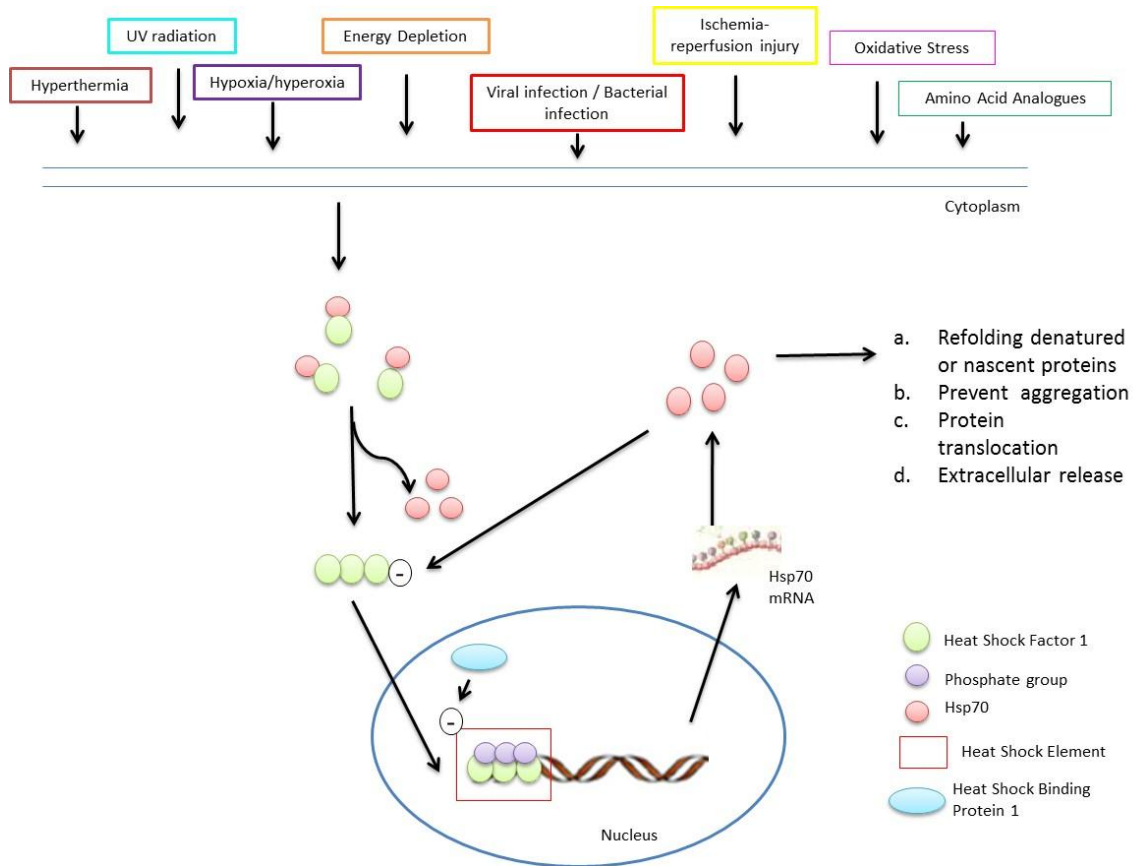 UV radiation
Energy Depletion
Ischemia-
reperfusion injury
Oxidative Stress
Hyperthermia
Hypoxia/hyperoxia
Viral infection / Bacterial
infection
Amino Acid Analogues
Cytoplasm
a. Refolding denatured
or nascent proteins
b. Prevent aggregation
c. Protein
translocation
d. Extracellular release
-
Hsp70
mRNA
-
Nucleus
Heat Shock Factor 1
Phosphate group
Hsp70
Heat Shock Element
Heat Shock Binding
Protein 1